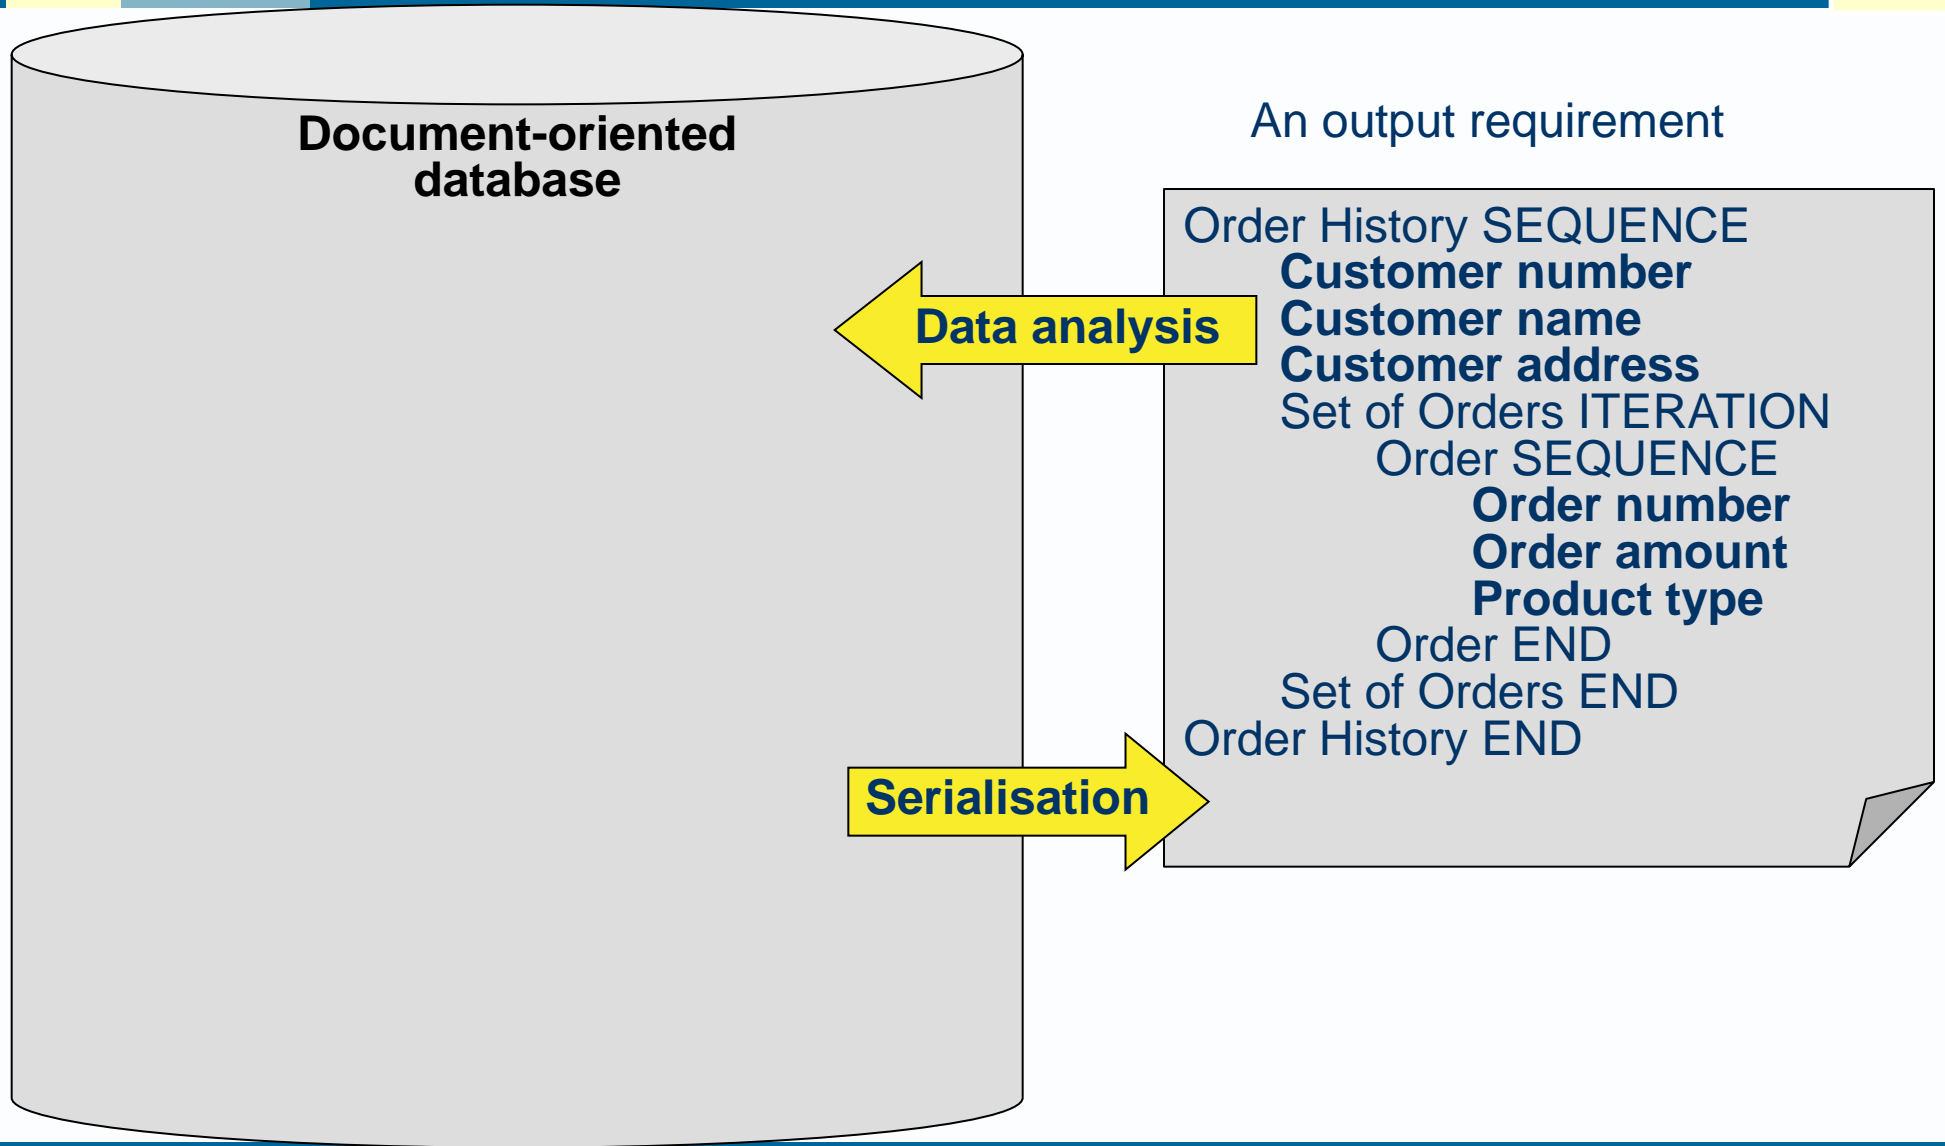 Document-oriented
database
An output requirement
Order History SEQUENCE
Customer number
Customer name
Customer address
Set of Orders ITERATION
Order SEQUENCE
Order number
Order amount
Product type
Order END
Set of Orders END
Order History END
Data analysis
Serialisation